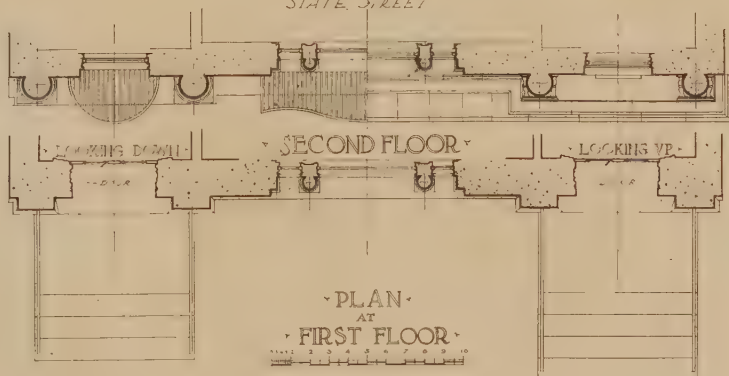 STATE STREET
LOOKING DOWN
SECOND FLOOR
LOOKING UP
DOOR
PLAN
AT
FIRST FLOOR
2 3 4 5 6 7 8 9 10